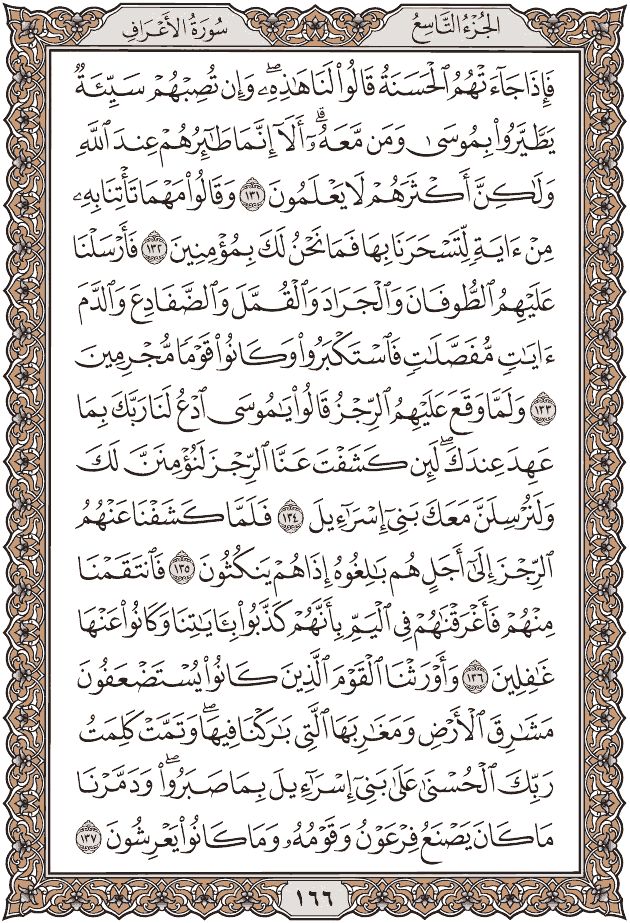 الجُزْءُ التَّاسِعُ
سُورَةُ الأَعْرَافِ
فَإِذَا جَآءَتْهُمُ ٱلْحَسَنَةُ قَالُوا۟ لَنَا هَٰذِهِۦۖ وَإِن تُصِبْهُمْ سَيِّئَةٌ
يَطَّيَّرُوا۟ بِمُوسَىٰ وَمَن مَّعَهُۥٓۗ أَلَآ إِنَّمَا طَٰٓئِرُهُمْ عِندَ ٱللَّهِ
وَلَٰكِنَّ أَكْثَرَهُمْ لَا يَعْلَمُونَ ١٣١ وَقَالُوا۟ مَهْمَا تَأْتِنَا بِهِۦ
مِنْ ءَايَةٍ لِّتَسْحَرَنَا بِهَا فَمَا نَحْنُ لَكَ بِمُؤْمِنِينَ ١٣٢ فَأَرْسَلْنَا
عَلَيْهِمُ ٱلطُّوفَانَ وَٱلْجَرَادَ وَٱلْقُمَّلَ وَٱلضَّفَادِعَ وَٱلدَّمَ
ءَايَٰتٍ مُّفَصَّلَٰتٍ فَٱسْتَكْبَرُوا۟ وَكَانُوا۟ قَوْمًا مُّجْرِمِينَ
١٣٣ وَلَمَّا وَقَعَ عَلَيْهِمُ ٱلرِّجْزُ قَالُوا۟ يَٰمُوسَى ٱدْعُ لَنَا رَبَّكَ بِمَا
عَهِدَ عِندَكَۖ لَئِن كَشَفْتَ عَنَّا ٱلرِّجْزَ لَنُؤْمِنَنَّ لَكَ
وَلَنُرْسِلَنَّ مَعَكَ بَنِىٓ إِسْرَٰٓءِيلَ ١٣٤ فَلَمَّا كَشَفْنَا عَنْهُمُ
ٱلرِّجْزَ إِلَىٰٓ أَجَلٍ هُم بَٰلِغُوهُ إِذَا هُمْ يَنكُثُونَ ١٣٥ فَٱنتَقَمْنَا
مِنْهُمْ فَأَغْرَقْنَٰهُمْ فِى ٱلْيَمِّ بِأَنَّهُمْ كَذَّبُوا۟ بِـَٔايَٰتِنَا وَكَانُوا۟ عَنْهَا
غَٰفِلِينَ ١٣٦ وَأَوْرَثْنَا ٱلْقَوْمَ ٱلَّذِينَ كَانُوا۟ يُسْتَضْعَفُونَ
مَشَٰرِقَ ٱلْأَرْضِ وَمَغَٰرِبَهَا ٱلَّتِى بَٰرَكْنَا فِيهَاۖ وَتَمَّتْ كَلِمَتُ
رَبِّكَ ٱلْحُسْنَىٰ عَلَىٰ بَنِىٓ إِسْرَٰٓءِيلَ بِمَا صَبَرُوا۟ۖ وَدَمَّرْنَا
مَا كَانَ يَصْنَعُ فِرْعَوْنُ وَقَوْمُهُۥ وَمَا كَانُوا۟ يَعْرِشُونَ ١٣٧
١٦٦